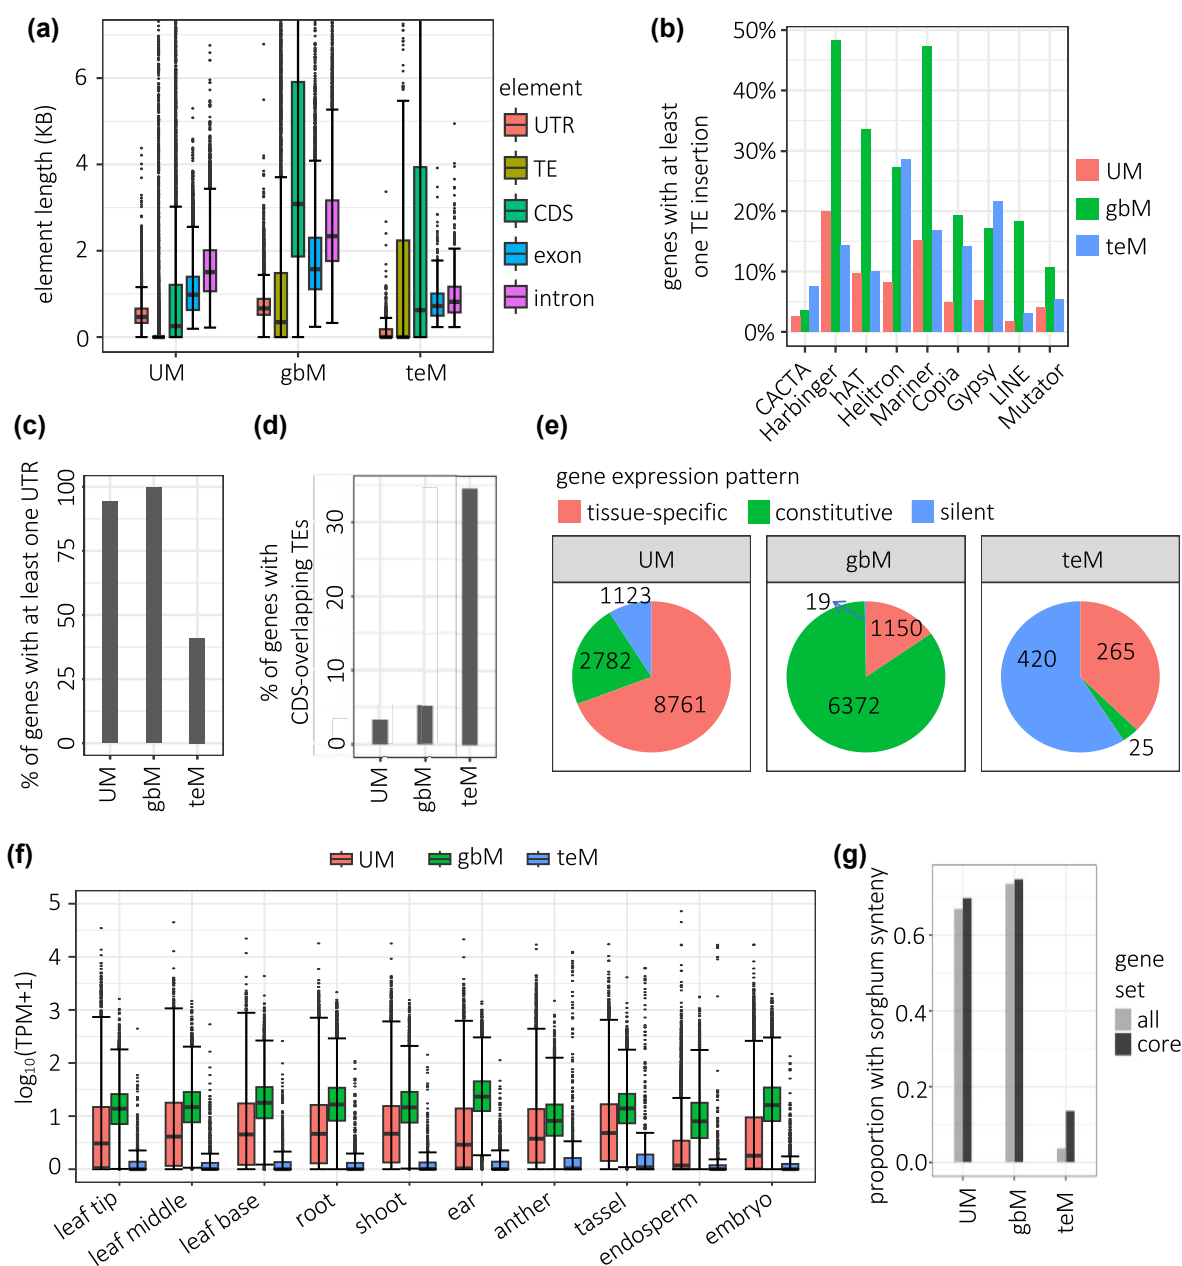 (a)
element length (KB)
6
4
2
0
UM
gbM
teM
element
UTR
TE
CDS
exon
intron
(b)
genes with at least
one TE insertion
50%
40%
30%
20%
10%
0%
CACTA
Harbinger
hAT
Helitron
Mariner
Copia
Gypsy
LINE
Mutator
UM
gbM
teM
(c)
% of genes with at least one UTR
100
75
50
25
0
UM
gbM
teM
(d)
% of genes with
CDS-overlapping TEs
30
20
10
0
UM
gbM
teM
(e)
gene expression pattern
tissue-specific
constitutive
silent
UM
gbM
teM
1123
2782
8761
19
1150
6372
420
265
25
(f)
UM
gbM
teM
log₁₀(TPM+1)
5
4
3
2
1
0
leaf tip
leaf middle
leaf base
root
shoot
ear
anther
tassel
endosperm
embryo
(g)
proportion with sorghum synteny
0.6
0.4
0.2
0.0
UM
gbM
teM
gene
set
all
core